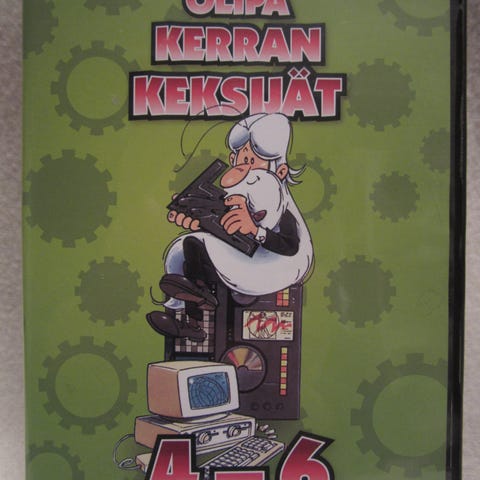 OLIPA
KERRAN
KEKSIJÄT
4-6